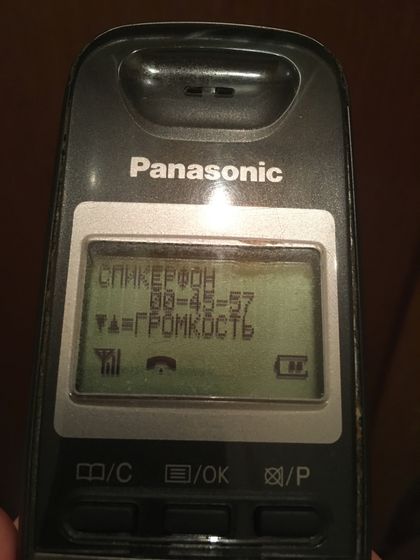 Panasonic
СПИКЕРФОН
00-45-57
▼▲=ГРОМКОСТЬ
/C /OK /P